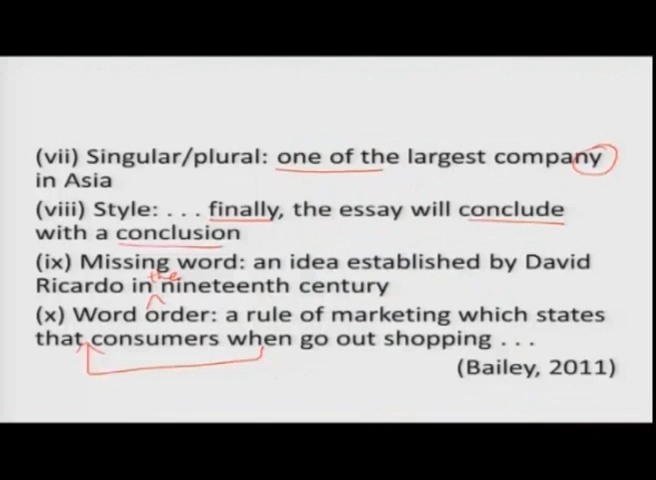 (vii) Singular/plural: one of the largest company
in Asia
(viii) Style: . . . finally, the essay will conclude
with a conclusion
(ix) Missing word: an idea established by David
the
Ricardo in nineteenth century
(x) Word order: a rule of marketing which states
that consumers when go out shopping . . .
(Bailey, 2011)